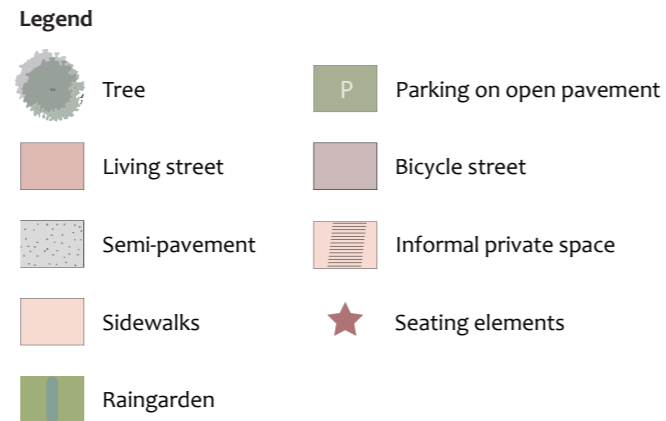 Legend
Tree
Living street
Semi-pavement
Sidewalks
Raingarden
P
Parking on open pavement
Bicycle street
Informal private space
Seating elements